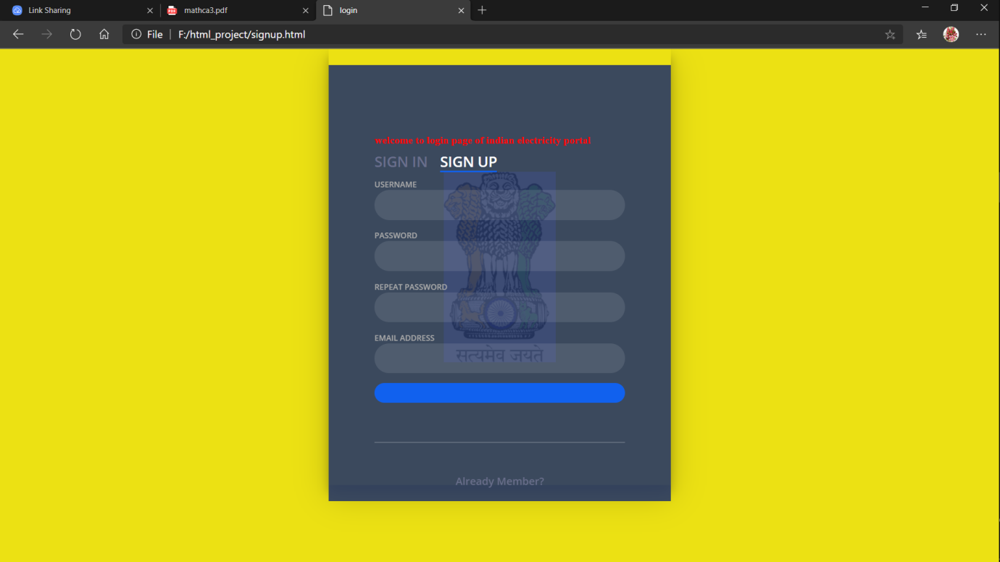 Link Sharing
mathca3.pdf
login
File
F:/html_project/signup.html
welcome to login page of indian electricity portal
SIGN IN SIGN UP
USERNAME
PASSWORD
REPEAT PASSWORD
EMAIL ADDRESS
सत्यमेव जयते
Already Member?